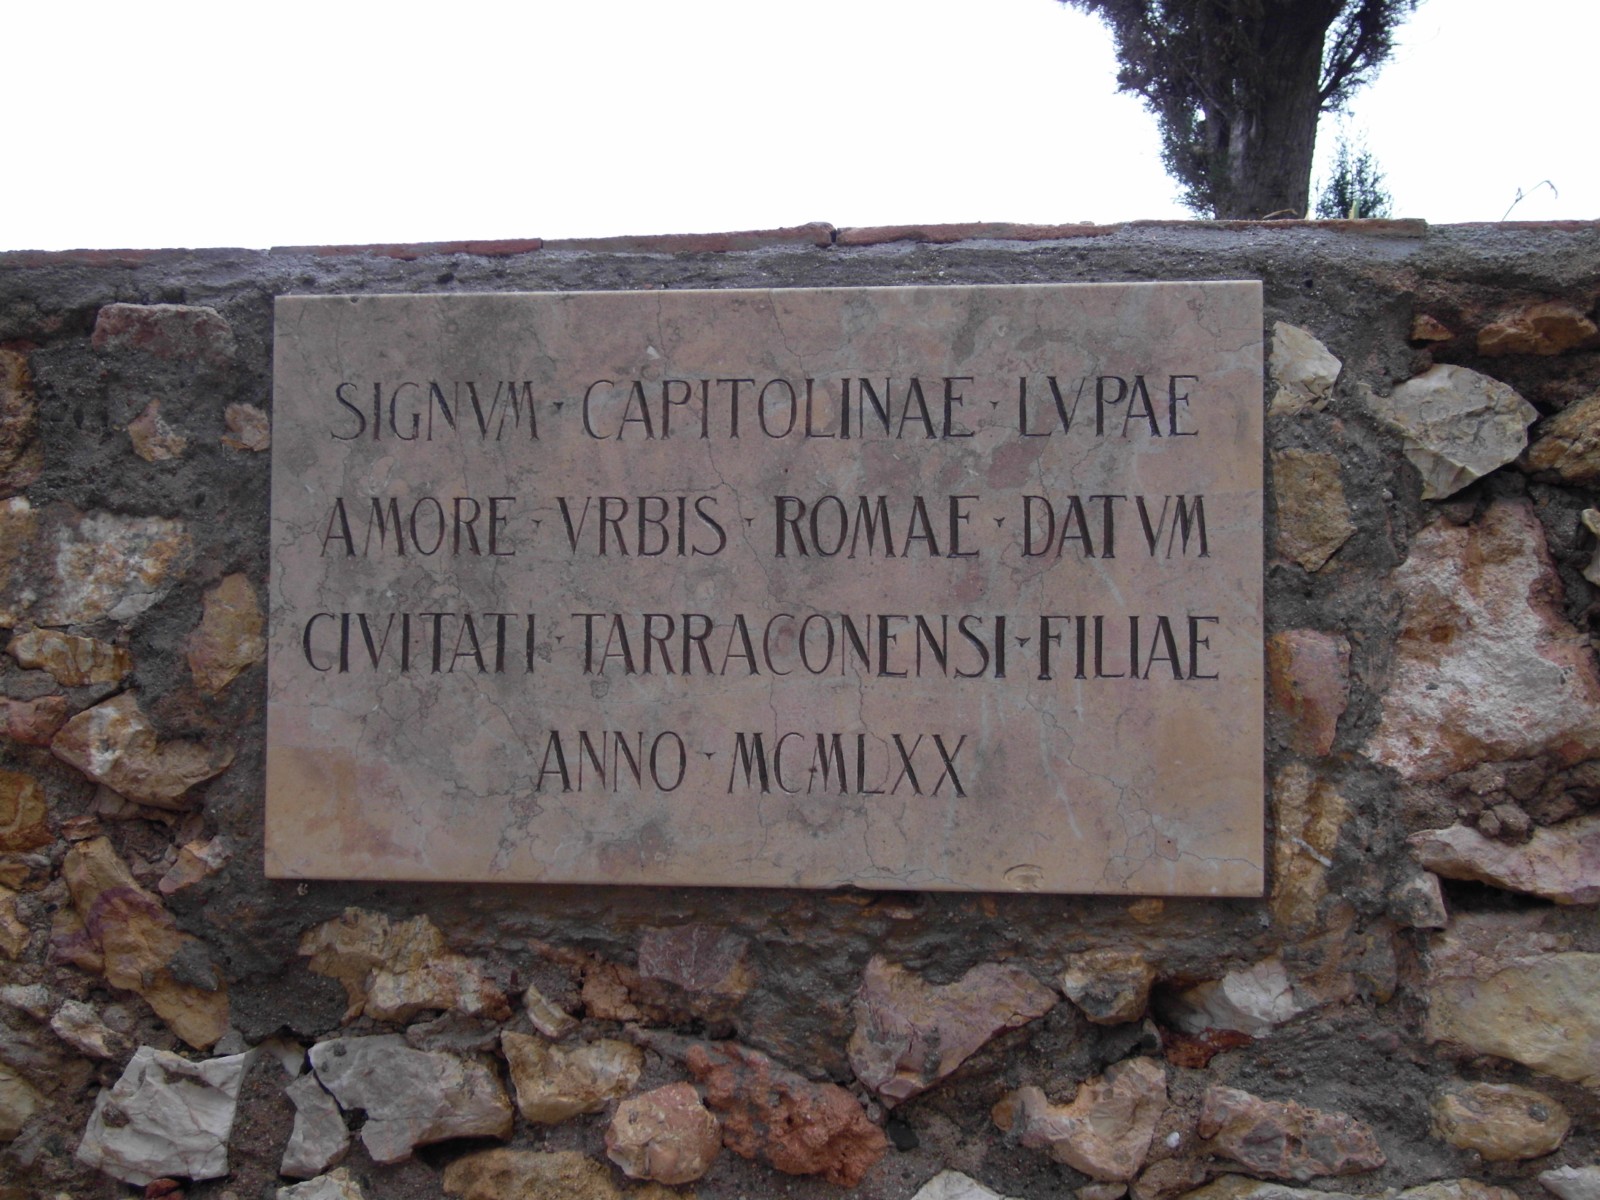 SIGNVM · CAPITOLINAE · LVPAE
AMORE · VRBIS · ROMAE · DATVM
CIVITATI · TARRACONENSI · FILIAE
ANNO · MCMLXX